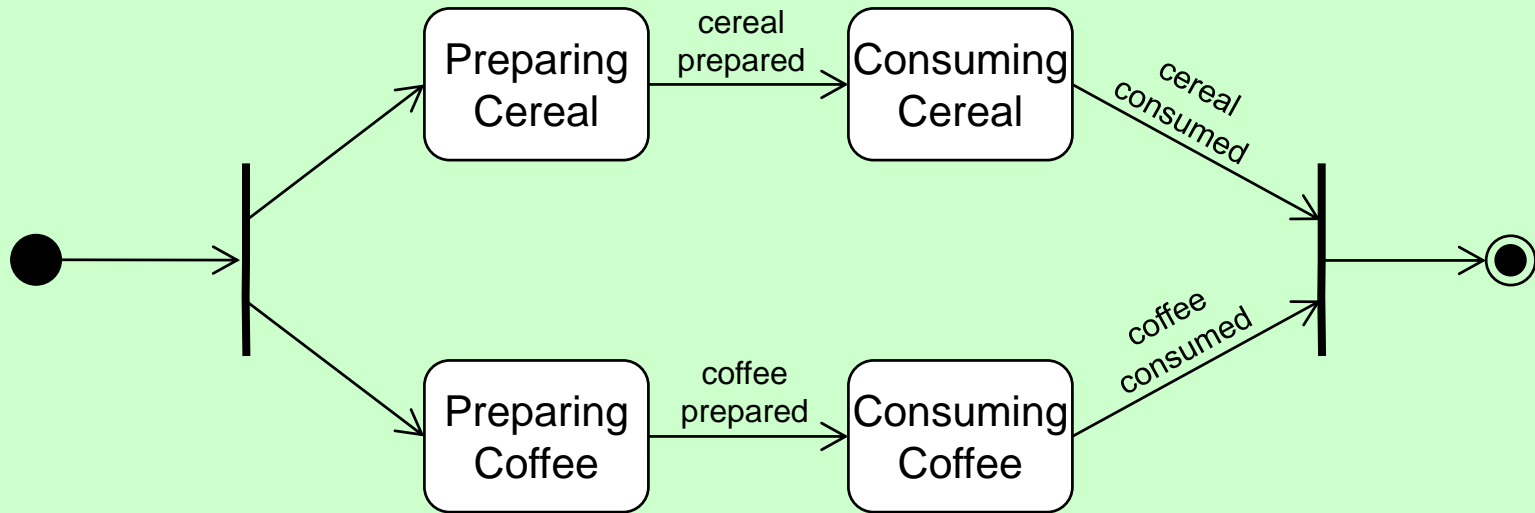 Preparing
Cereal
cereal
prepared
Consuming
Cereal
cereal
consumed
Preparing
Coffee
coffee
prepared
Consuming
Coffee
coffee
consumed